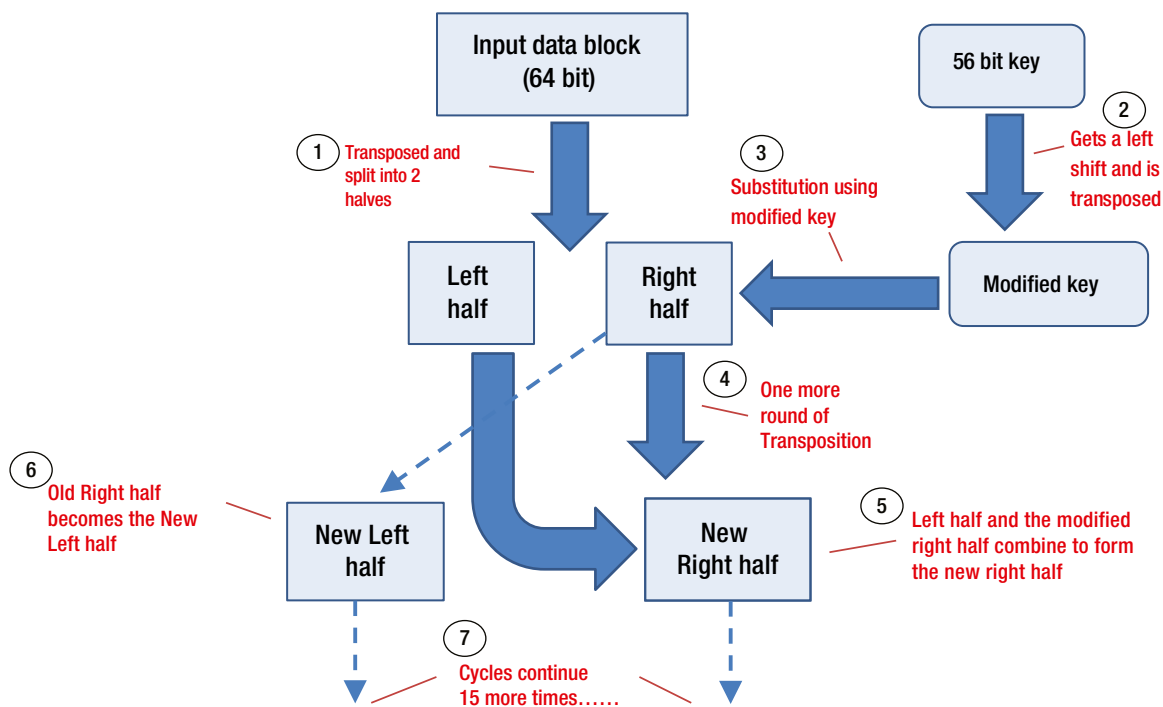 Input data block
(64 bit)
56 bit key
1
Transposed and
split into 2
halves
2
Gets a left
shift and is
transposed
3
Substitution using
modified key
Left
half
Right
half
Modified key
4
One more
round of
Transposition
6
Old Right half
becomes the New
Left half
New Left
half
New
Right half
5
Left half and the modified
right half combine to form
the new right half
7
Cycles continue
15 more times......